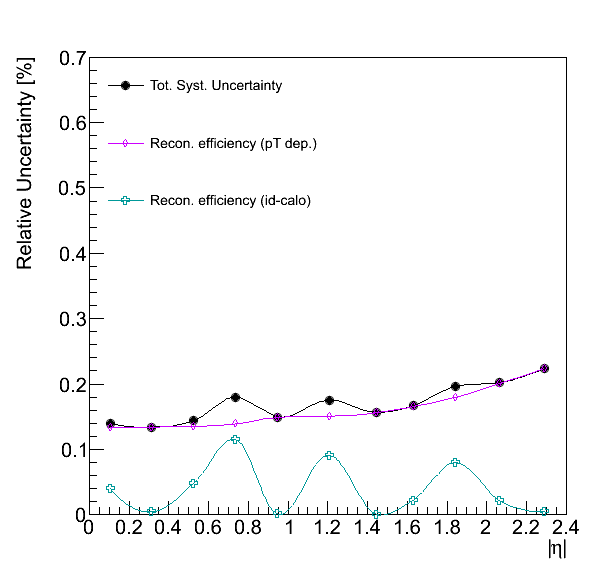 Relative Uncertainty [%]
0.7
0.6
0.5
0.4
0.3
0.2
0.1
0
Tot. Syst. Uncertainty
Recon. efficiency (pT dep.)
Recon. efficiency (id-calo)
0 0.2 0.4 0.6 0.8 1 1.2 1.4 1.6 1.8 2 2.2 2.4
|η|